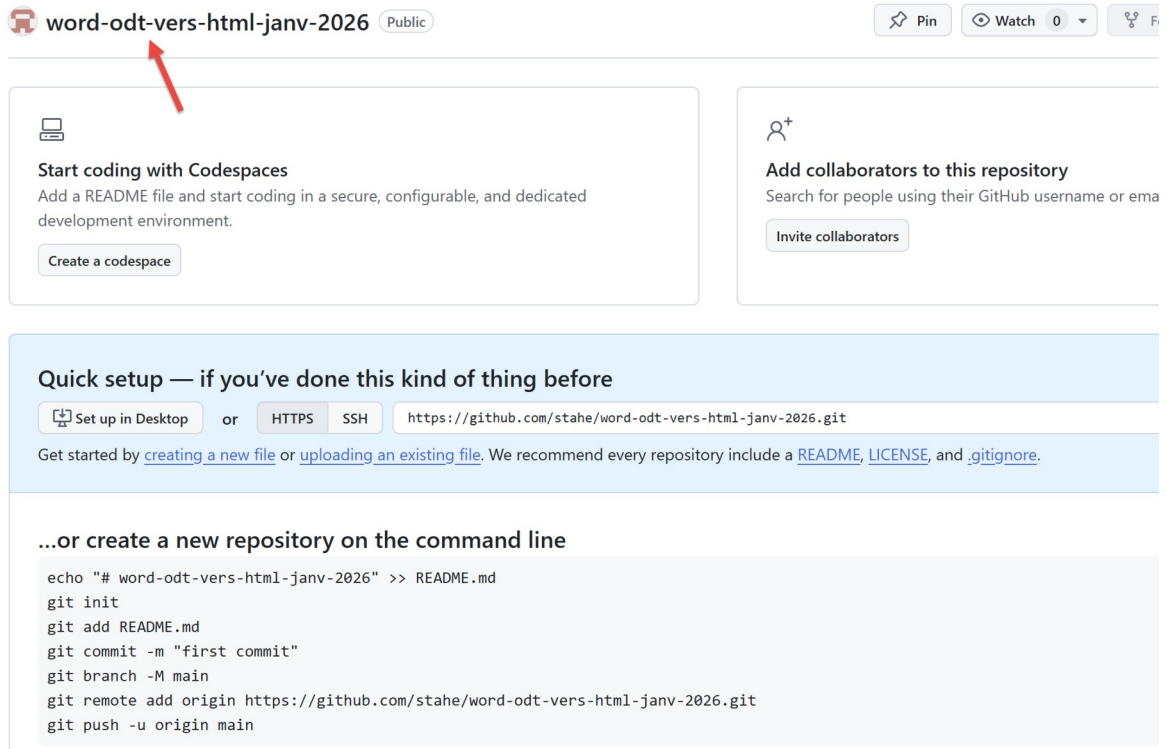 word-odt-vers-html-janv-2026 Public
Pin
Watch 0
Start coding with Codespaces
Add a README file and start coding in a secure, configurable, and dedicated
development environment.
Create a codespace
Add collaborators to this repository
Search for people using their GitHub username or
Invite collaborators
Quick setup — if you've done this kind of thing before
Set up in Desktop or HTTPS SSH https://github.com/stahe/word-odt-vers-html-janv-2026.git
Get started by creating a new file or uploading an existing file. We recommend every repository include a README, LICENSE, and .gitignore.
...or create a new repository on the command line
echo "# word-odt-vers-html-janv-2026" >> README.md
git init
git add README.md
git commit -m "first commit"
git branch -M main
git remote add origin https://github.com/stahe/word-odt-vers-html-janv-2026.git
git push -u origin main